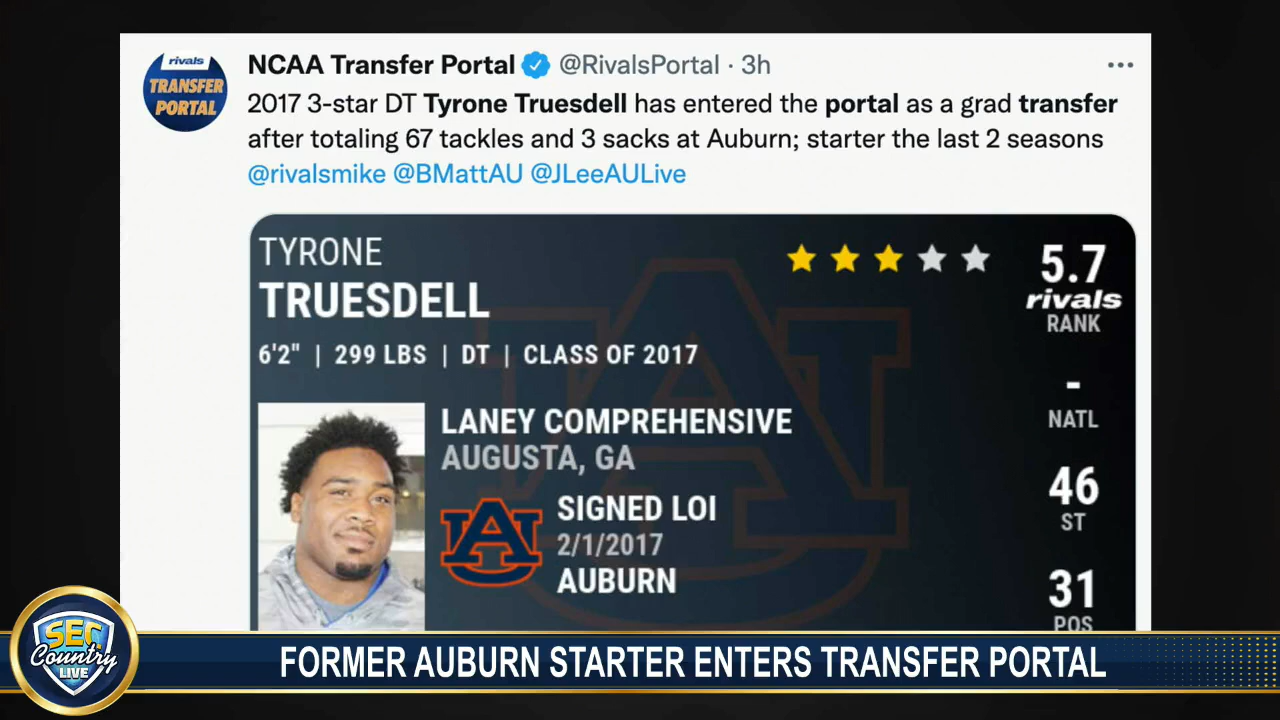 NCAA Transfer Portal @RivalsPortal · 3h
rivals
TRANSFER
PORTAL
2017 3-star DT Tyrone Truesdell has entered the portal as a grad transfer
after totaling 67 tackles and 3 sacks at Auburn; starter the last 2 seasons
@rivalsmike @BMattAU @JLeeAULive
TYRONE
TRUESDELL
6'2" | 299 LBS | DT | CLASS OF 2017
5.7
rivals
RANK
-
NATL
46
ST
31
POS
LANEY COMPREHENSIVE
AUGUSTA, GA
AU
SIGNED LOI
2/1/2017
AUBURN
SEC
Country
LIVE
FORMER AUBURN STARTER ENTERS TRANSFER PORTAL